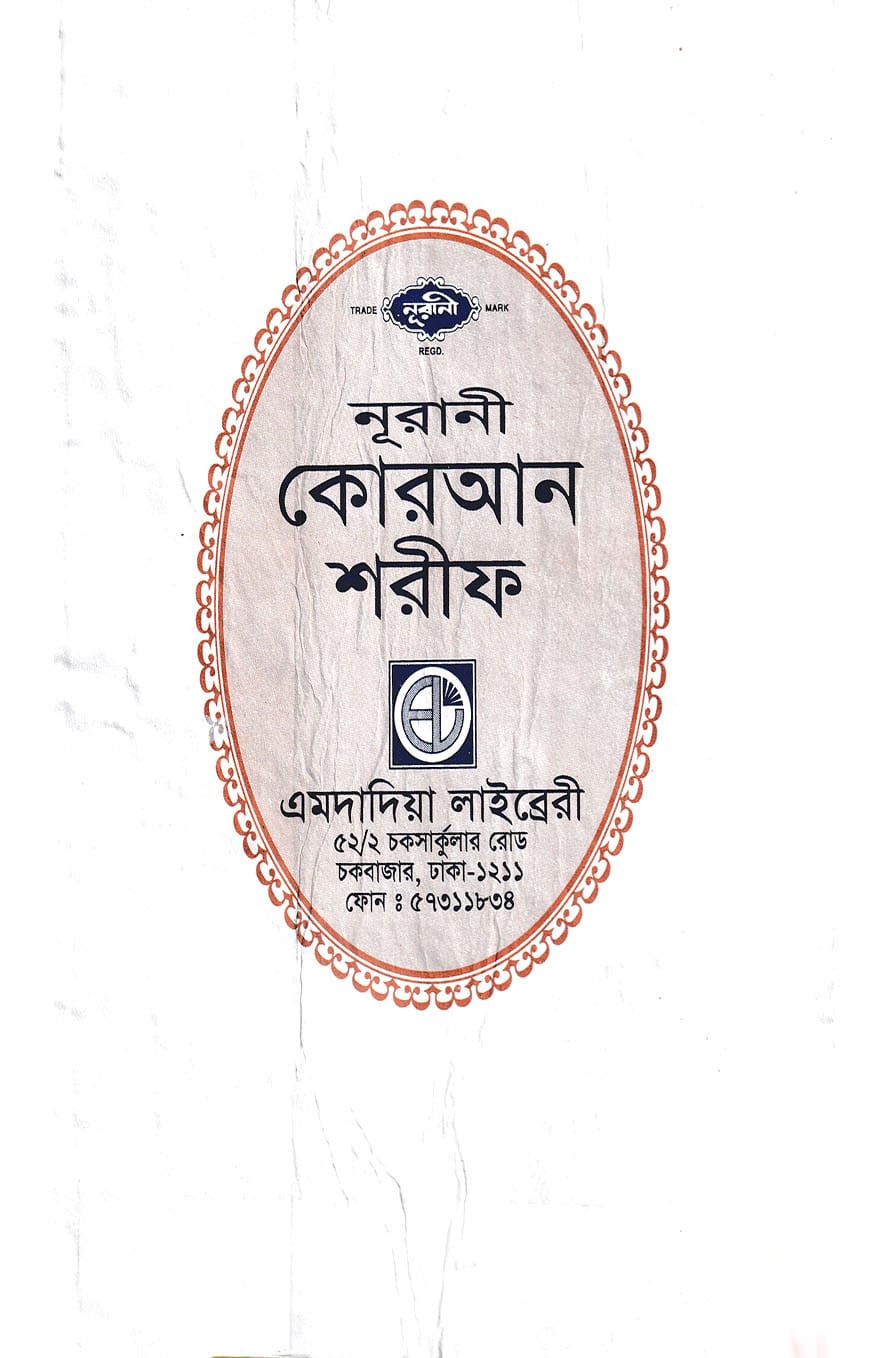 TRADE নূরানী MARK
REGD.
নূরানী
কোরআন
শরীফ
এমদাদিয়া লাইব্রেরী
৫২/২ চকসার্কুলার রোড
চকবাজার, ঢাকা-১২১১
ফোন ঃ ৫৭৩১১৮৩৪